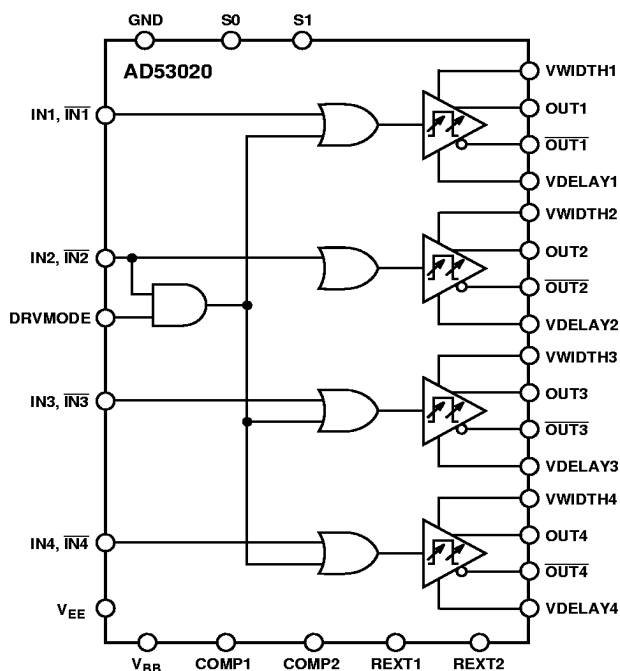 GND S0 S1
AD53020
VWIDTH1
IN1, IN1
OUT1
OUT1
VDELAY1
VWIDTH2
IN2, IN2
OUT2
OUT2
DRVMODE
VDELAY2
VWIDTH3
IN3, IN3
OUT3
OUT3
VDELAY3
VWIDTH4
IN4, IN4
OUT4
OUT4
VEE
VDELAY4
VBB COMP1 COMP2 REXT1 REXT2